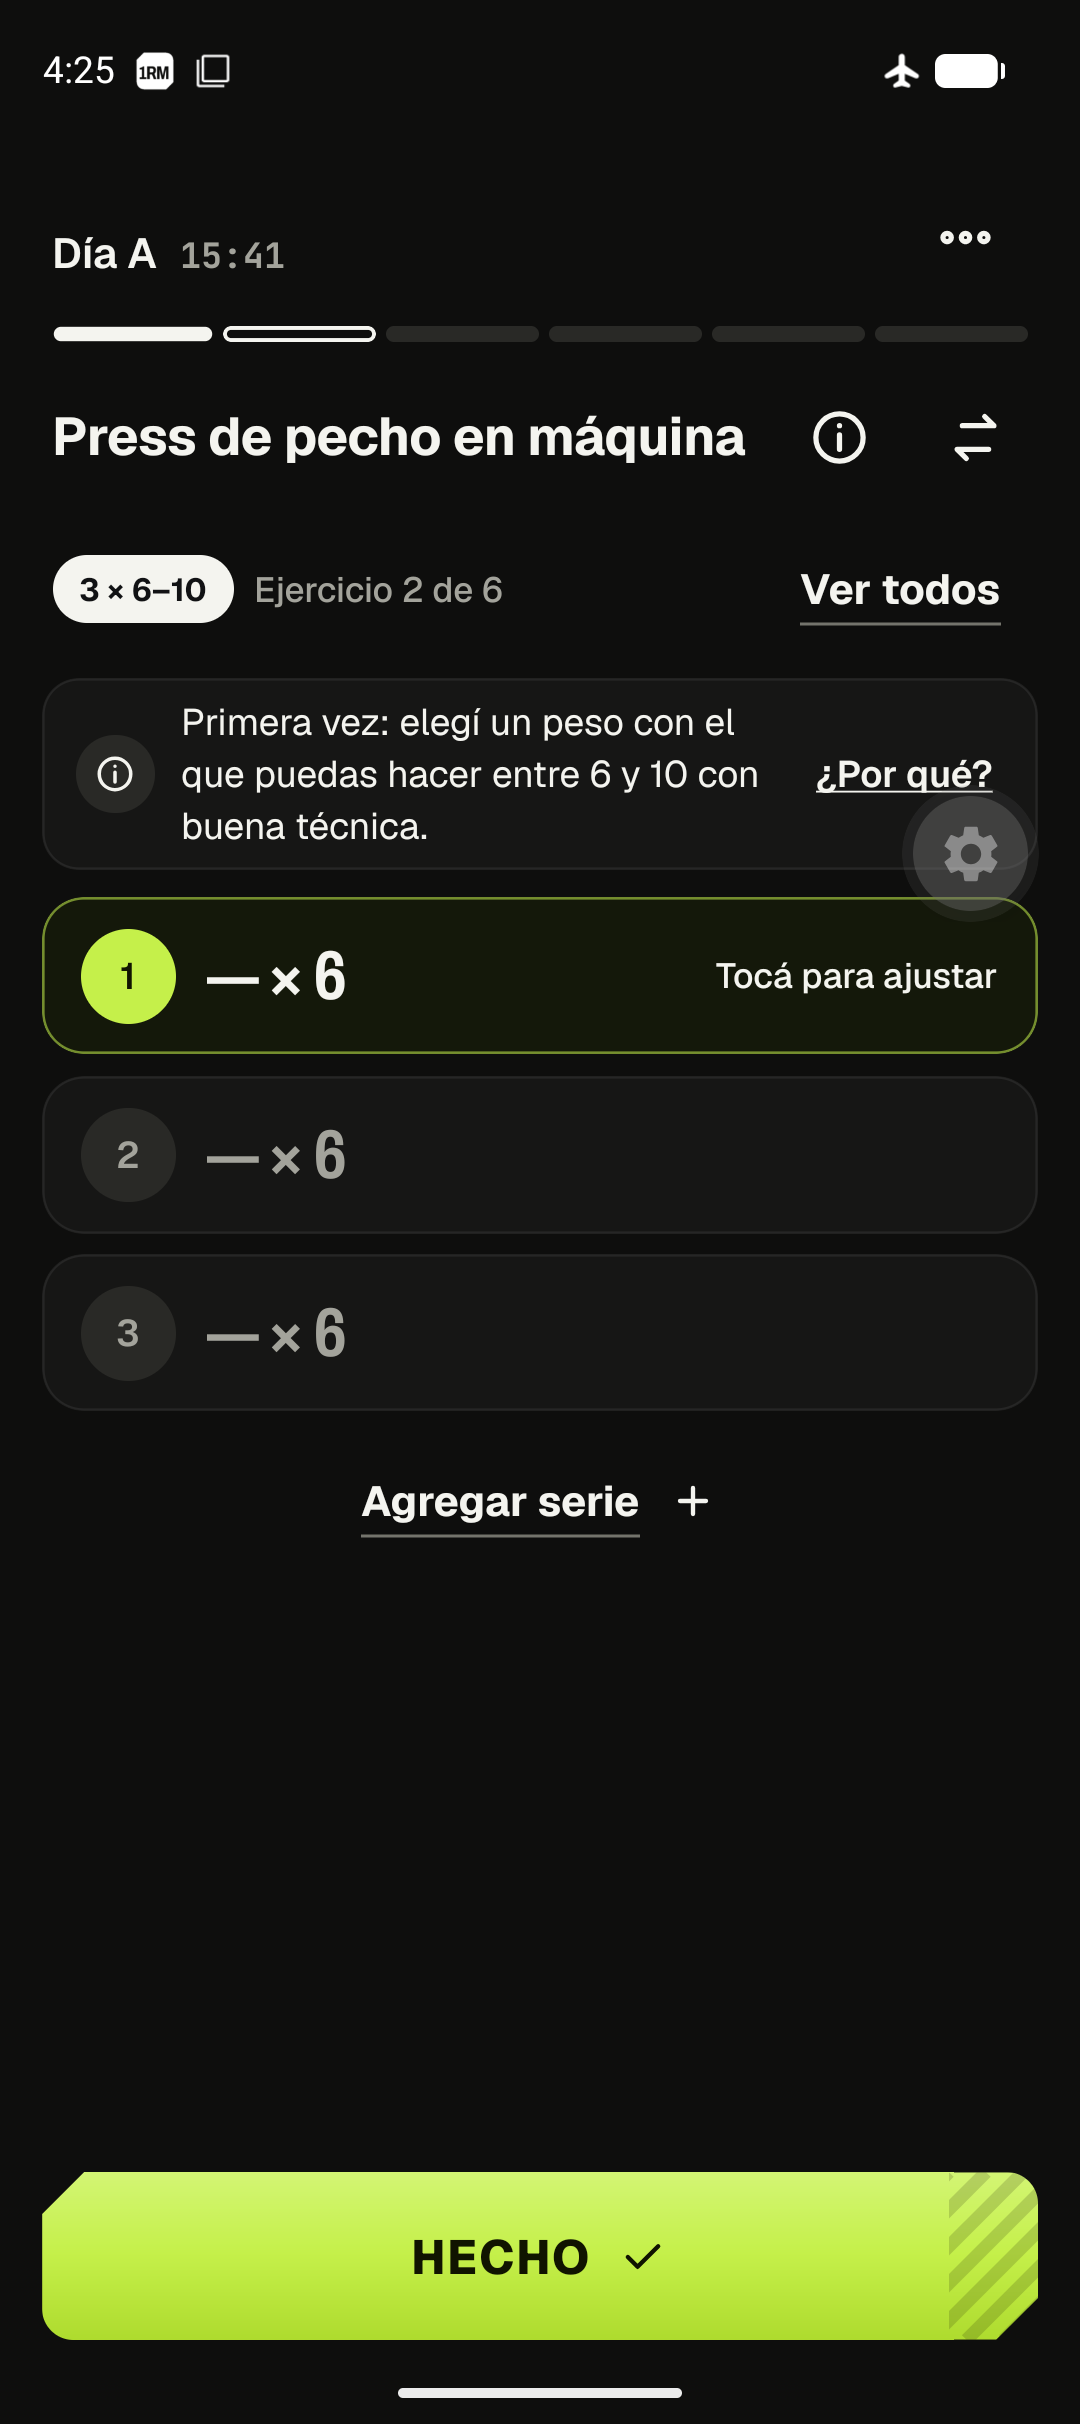 4:25 1RM
Día A 15:41
Press de pecho en máquina
3 × 6–10 Ejercicio 2 de 6 Ver todos
Primera vez: elegí un peso con el
que puedas hacer entre 6 y 10 con
buena técnica.
¿Por qué?
1 — × 6 Tocá para ajustar
2 — × 6
3 — × 6
Agregar serie +
HECHO